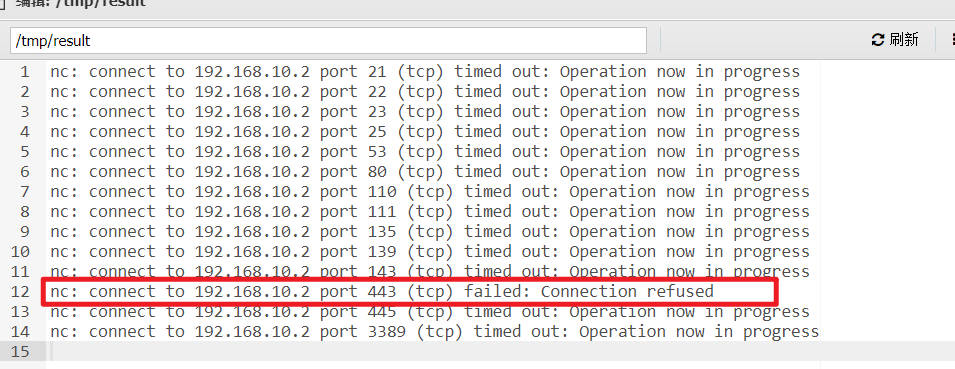 编辑: /tmp/result
/tmp/result
刷新
1 nc: connect to 192.168.10.2 port 21 (tcp) timed out: Operation now in progress
2 nc: connect to 192.168.10.2 port 22 (tcp) timed out: Operation now in progress
3 nc: connect to 192.168.10.2 port 23 (tcp) timed out: Operation now in progress
4 nc: connect to 192.168.10.2 port 25 (tcp) timed out: Operation now in progress
5 nc: connect to 192.168.10.2 port 53 (tcp) timed out: Operation now in progress
6 nc: connect to 192.168.10.2 port 80 (tcp) timed out: Operation now in progress
7 nc: connect to 192.168.10.2 port 110 (tcp) timed out: Operation now in progress
8 nc: connect to 192.168.10.2 port 111 (tcp) timed out: Operation now in progress
9 nc: connect to 192.168.10.2 port 135 (tcp) timed out: Operation now in progress
10 nc: connect to 192.168.10.2 port 139 (tcp) timed out: Operation now in progress
11 nc: connect to 192.168.10.2 port 143 (tcp) timed out: Operation now in progress
12 nc: connect to 192.168.10.2 port 443 (tcp) failed: Connection refused
13 nc: connect to 192.168.10.2 port 445 (tcp) timed out: Operation now in progress
14 nc: connect to 192.168.10.2 port 3389 (tcp) timed out: Operation now in progress
15